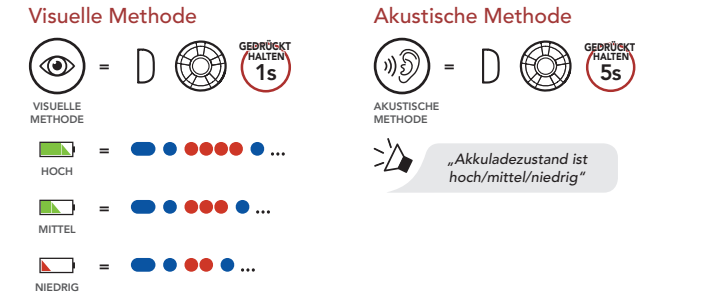 Visuelle Methode
=
GEDRÜCKT
HALTEN
1s
VISUELLE
METHODE
=
...
HOCH
=
...
MITTEL
=
...
NIEDRIG
Akustische Methode
=
GEDRÜCKT
HALTEN
5s
AKUSTISCHE
METHODE
„Akkuladezustand ist
hoch/mittel/niedrig“